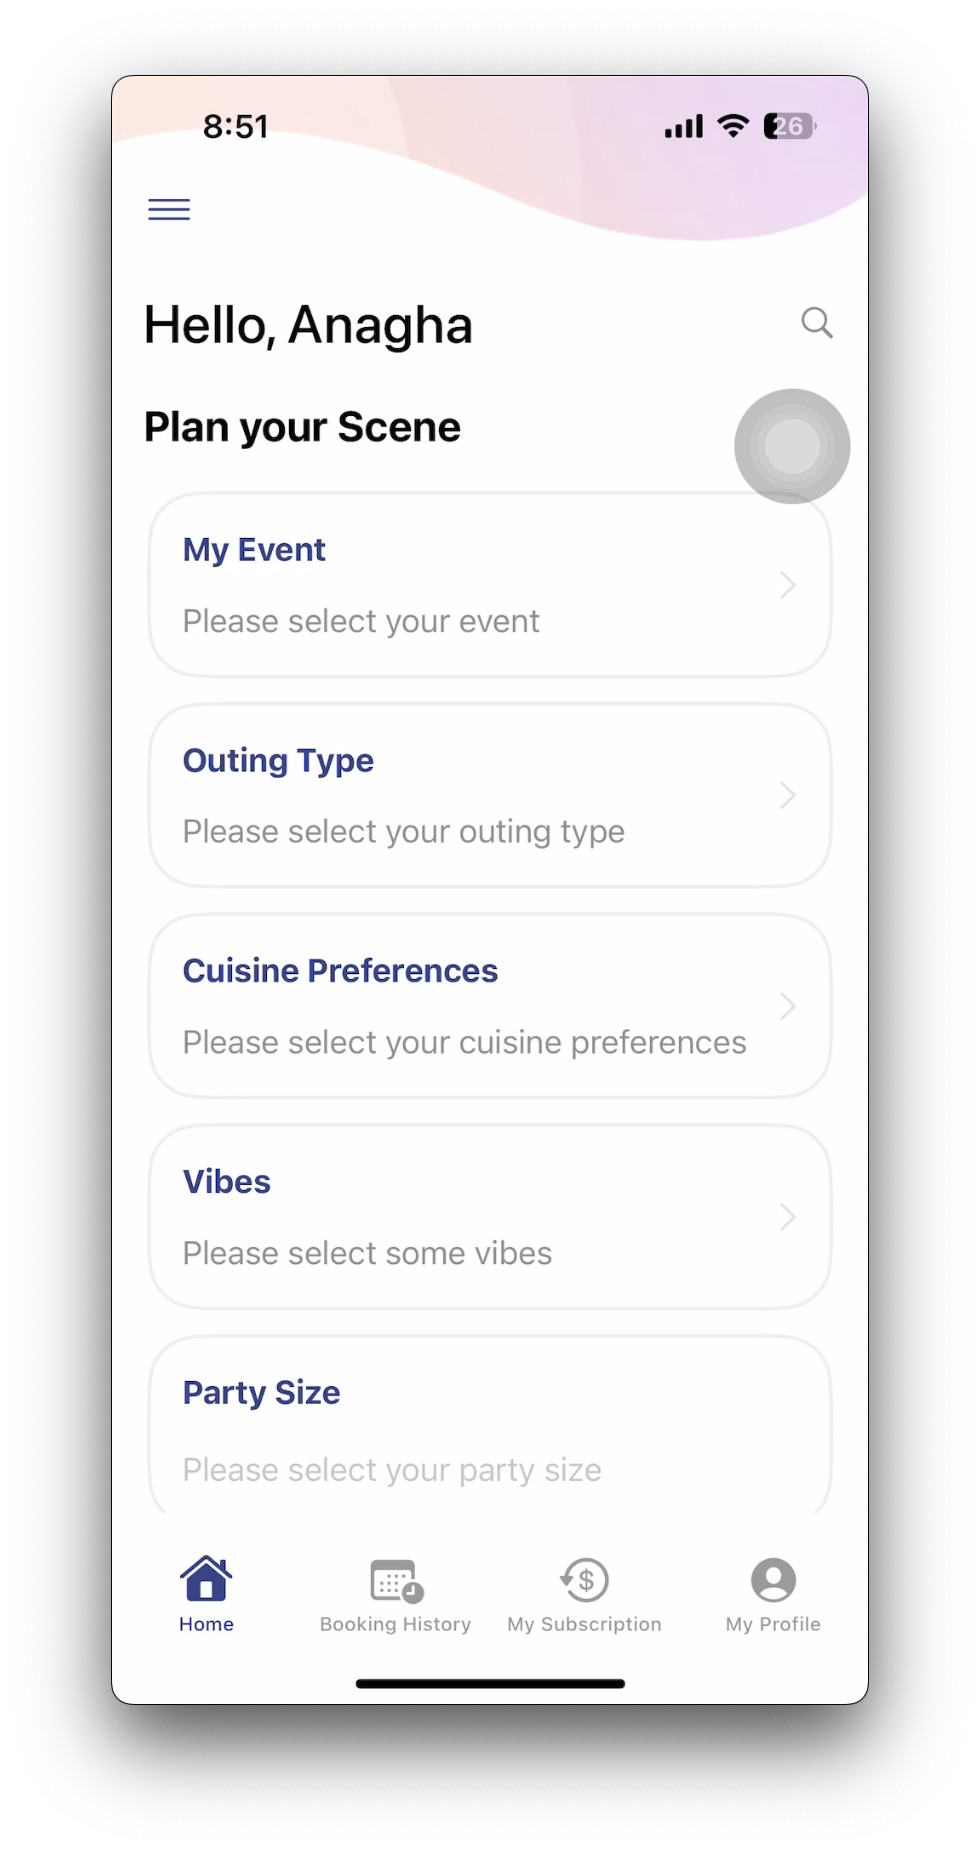 8:51
26
Hello, Anagha
Plan your Scene
My Event
Please select your event
Outing Type
Please select your outing type
Cuisine Preferences
Please select your cuisine preferences
Vibes
Please select some vibes
Party Size
Please select your party size
Home
Booking History
My Subscription
My Profile